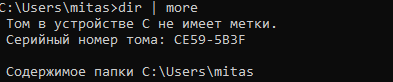 C:\Users\mitas>dir | more
Том в устройстве C не имеет метки.
Серийный номер тома: CE59-5B3F

Содержимое папки C:\Users\mitas